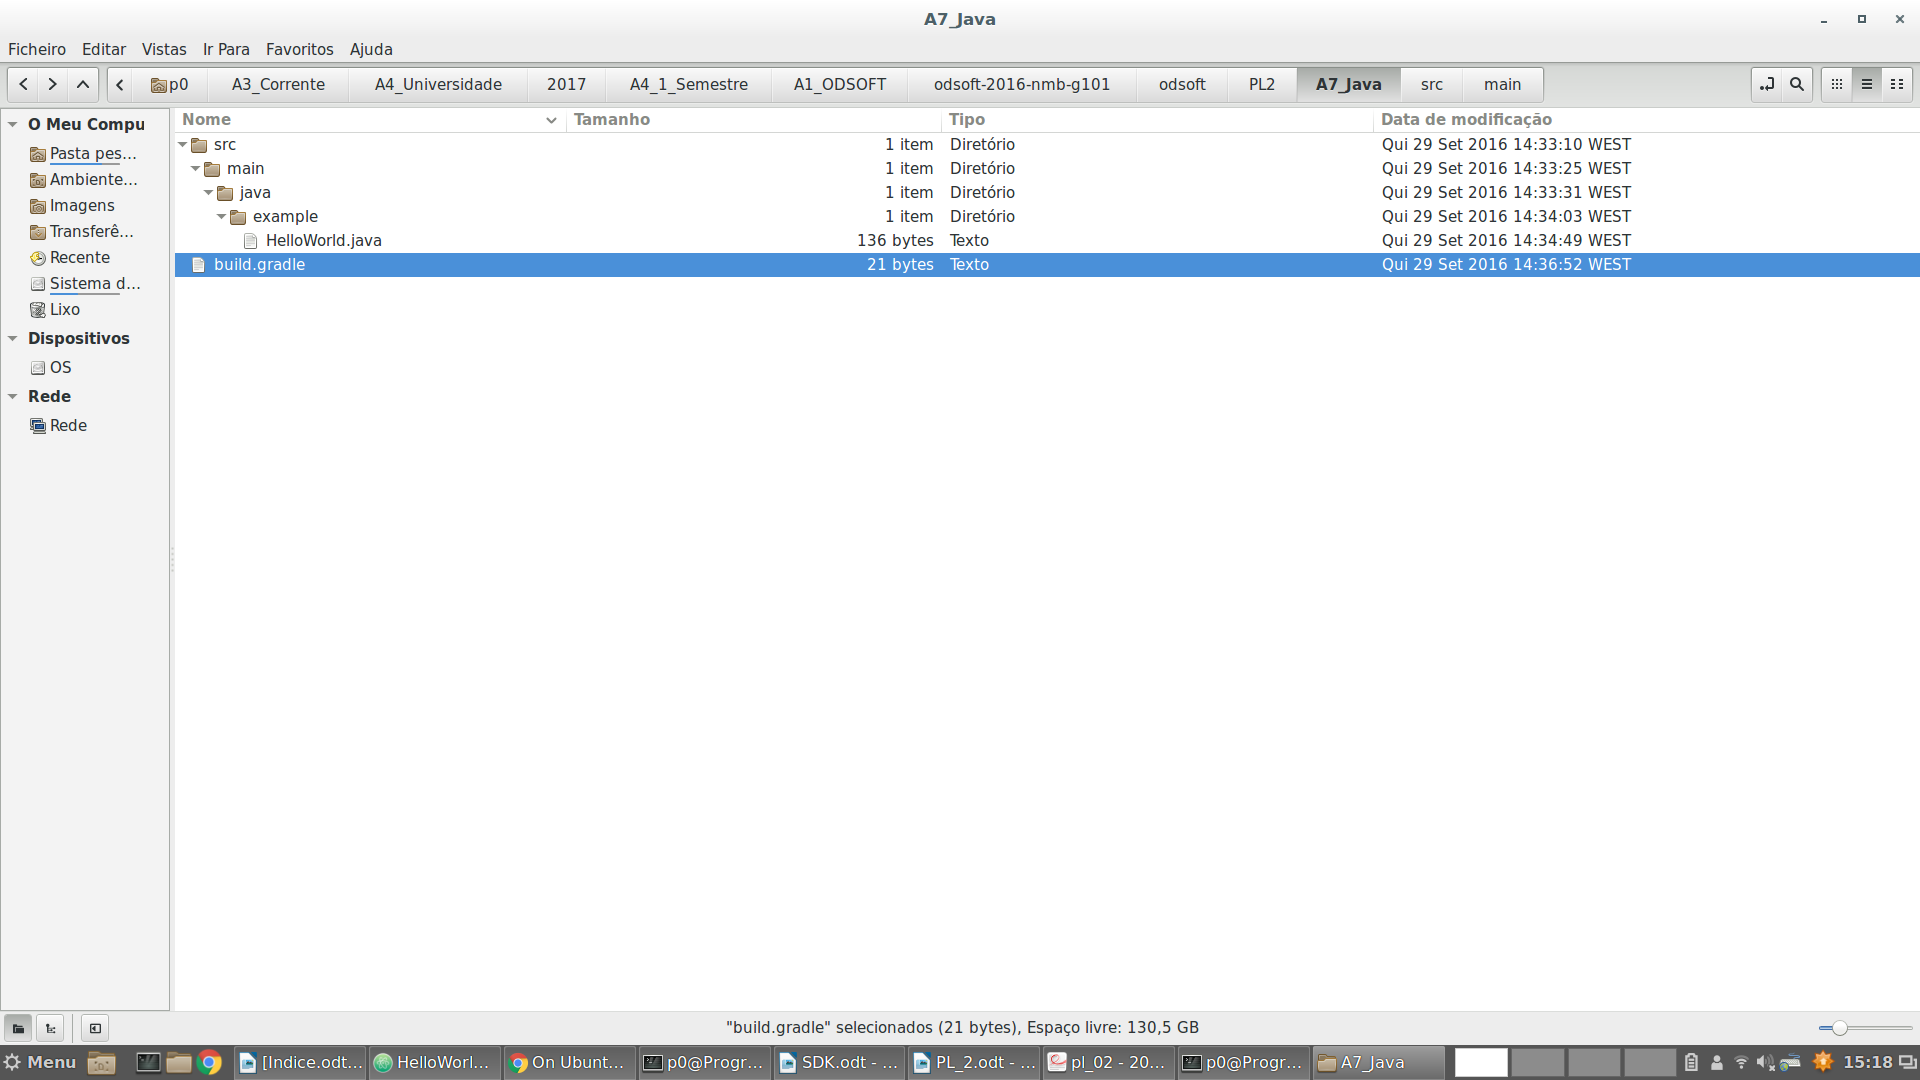 A7_Java
Ficheiro Editar Vistas Ir Para Favoritos Ajuda
p0 A3_Corrente A4_Universidade 2017 A4_1_Semestre A1_ODSOFT odsoft-2016-nmb-g101 odsoft PL2 A7_Java src main
O Meu Compu
Pasta pes...
Ambiente...
Imagens
Transferê...
Recente
Sistema d...
Lixo
Dispositivos
OS
Rede
Rede
Nome Tamanho Tipo Data de modificação
src 1 item Diretório Qui 29 Set 2016 14:33:10 WEST
main 1 item Diretório Qui 29 Set 2016 14:33:25 WEST
java 1 item Diretório Qui 29 Set 2016 14:33:31 WEST
example 1 item Diretório Qui 29 Set 2016 14:34:03 WEST
HelloWorld.java 136 bytes Texto Qui 29 Set 2016 14:34:49 WEST
build.gradle 21 bytes Texto Qui 29 Set 2016 14:36:52 WEST
"build.gradle" selecionados (21 bytes), Espaço livre: 130,5 GB
Menu [Indice.odt... HelloWorl... On Ubunt... p0@Progr... SDK.odt - ... PL_2.odt - ... pl_02 - 20... p0@Progr... A7_Java 15:18